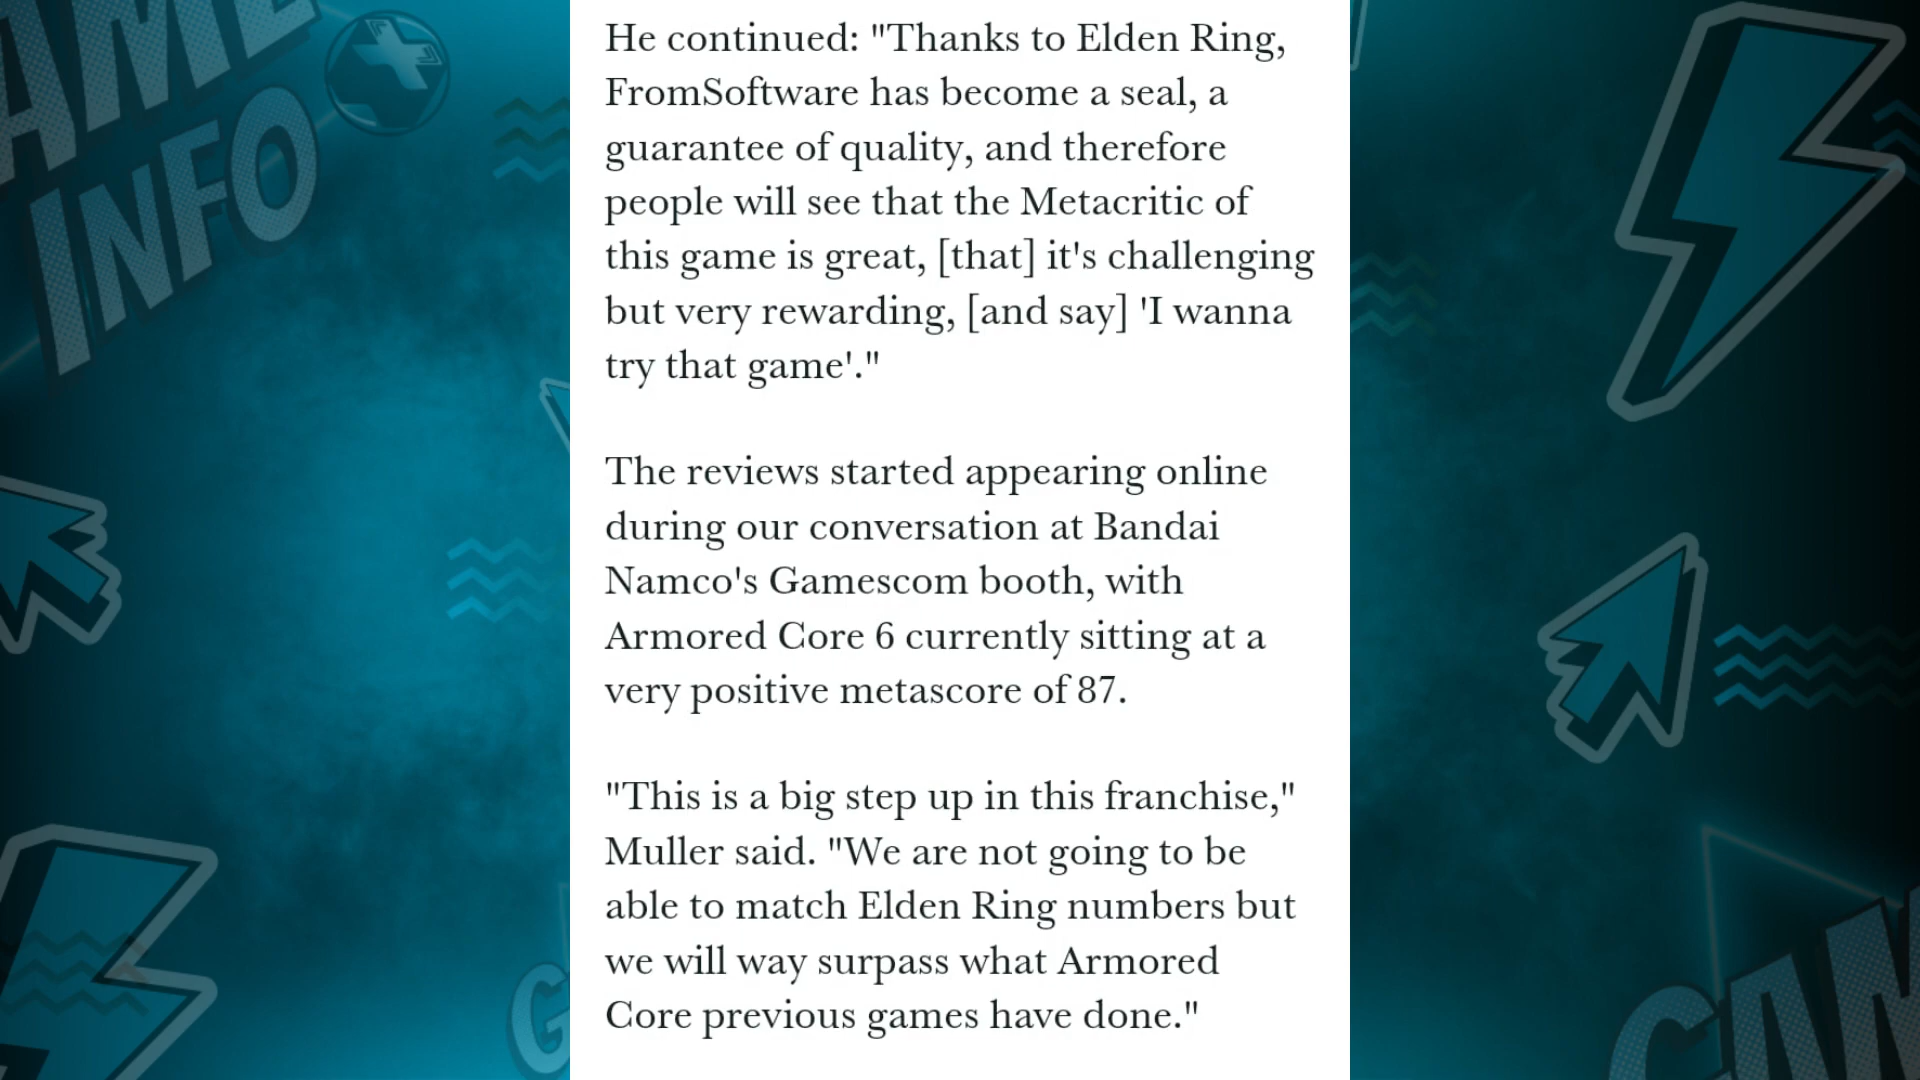 AME
INFO
He continued: "Thanks to Elden Ring,
FromSoftware has become a seal, a
guarantee of quality, and therefore
people will see that the Metacritic of
this game is great, [that] it's challenging
but very rewarding, [and say] 'I wanna
try that game'."
The reviews started appearing online
during our conversation at Bandai
Namco's Gamescom booth, with
Armored Core 6 currently sitting at a
very positive metascore of 87.
"This is a big step up in this franchise,"
Muller said. "We are not going to be
able to match Elden Ring numbers but
we will way surpass what Armored
Core previous games have done."
G
GAM